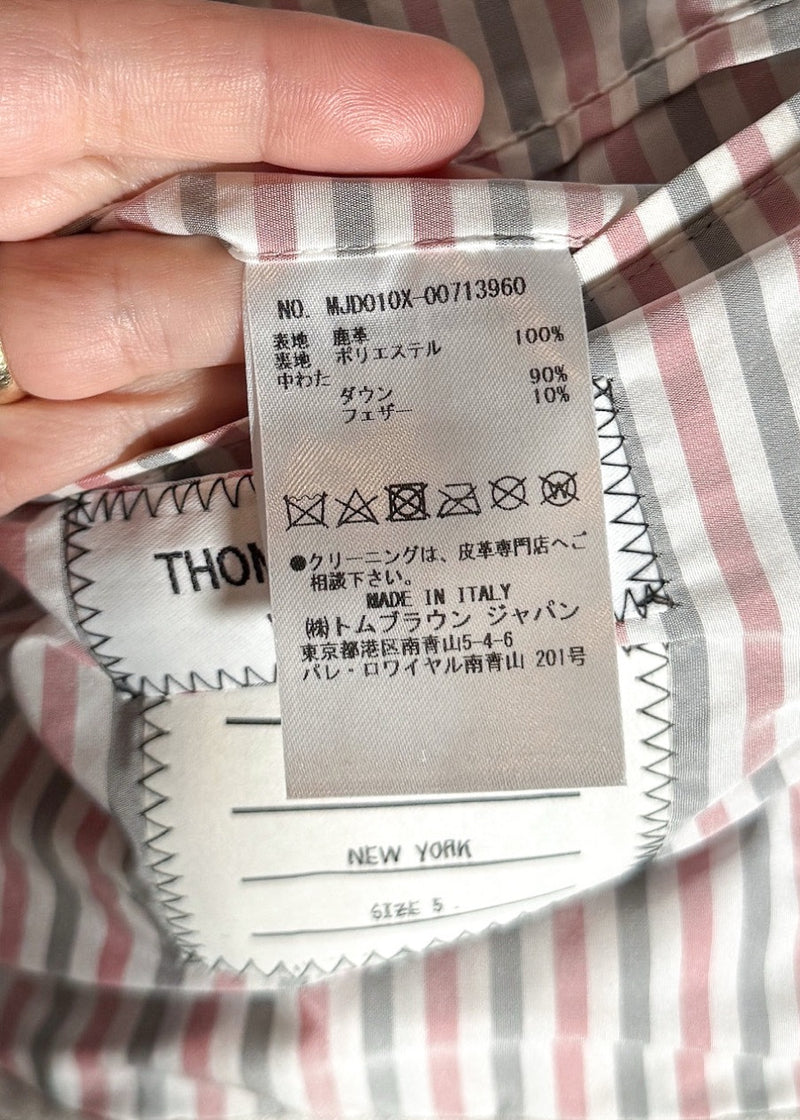 NO. MJD010X-00713960
表地 鹿革
裏地 ポリエステル 100%
中わた
ダウン 90%
フェザー 10%
●クリーニングは、皮革専門店へご
相談下さい。
MADE IN ITALY
㈱トムブラウン ジャパン
東京都港区南青山5-4-6
パレ・ロワイヤル南青山 201号
THOM
NEW YORK
SIZE 5